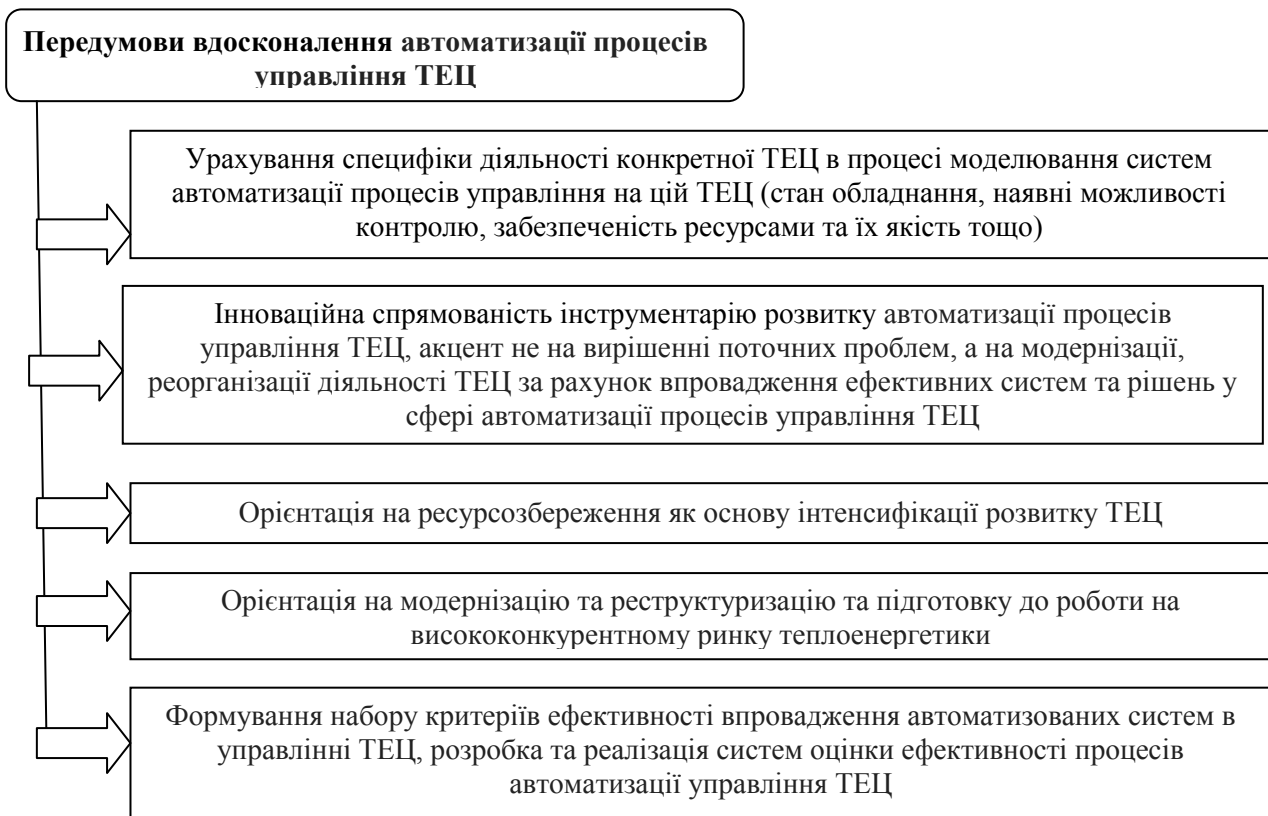 Передумови вдосконалення автоматизації процесів
управління ТЕЦ
Урахування специфіки діяльності конкретної ТЕЦ в процесі моделювання систем
автоматизації процесів управління на цій ТЕЦ (стан обладнання, наявні можливості
контролю, забезпеченість ресурсами та їх якість тощо)
Інноваційна спрямованість інструментарію розвитку автоматизації процесів
управління ТЕЦ, акцент не на вирішенні поточних проблем, а на модернізації,
реорганізації діяльності ТЕЦ за рахунок впровадження ефективних систем та рішень у
сфері автоматизації процесів управління ТЕЦ
Орієнтація на ресурсозбереження як основу інтенсифікації розвитку ТЕЦ
Орієнтація на модернізацію та реструктуризацію та підготовку до роботи на
висококонкурентному ринку теплоенергетики
Формування набору критеріїв ефективності впровадження автоматизованих систем в
управлінні ТЕЦ, розробка та реалізація систем оцінки ефективності процесів
автоматизації управління ТЕЦ